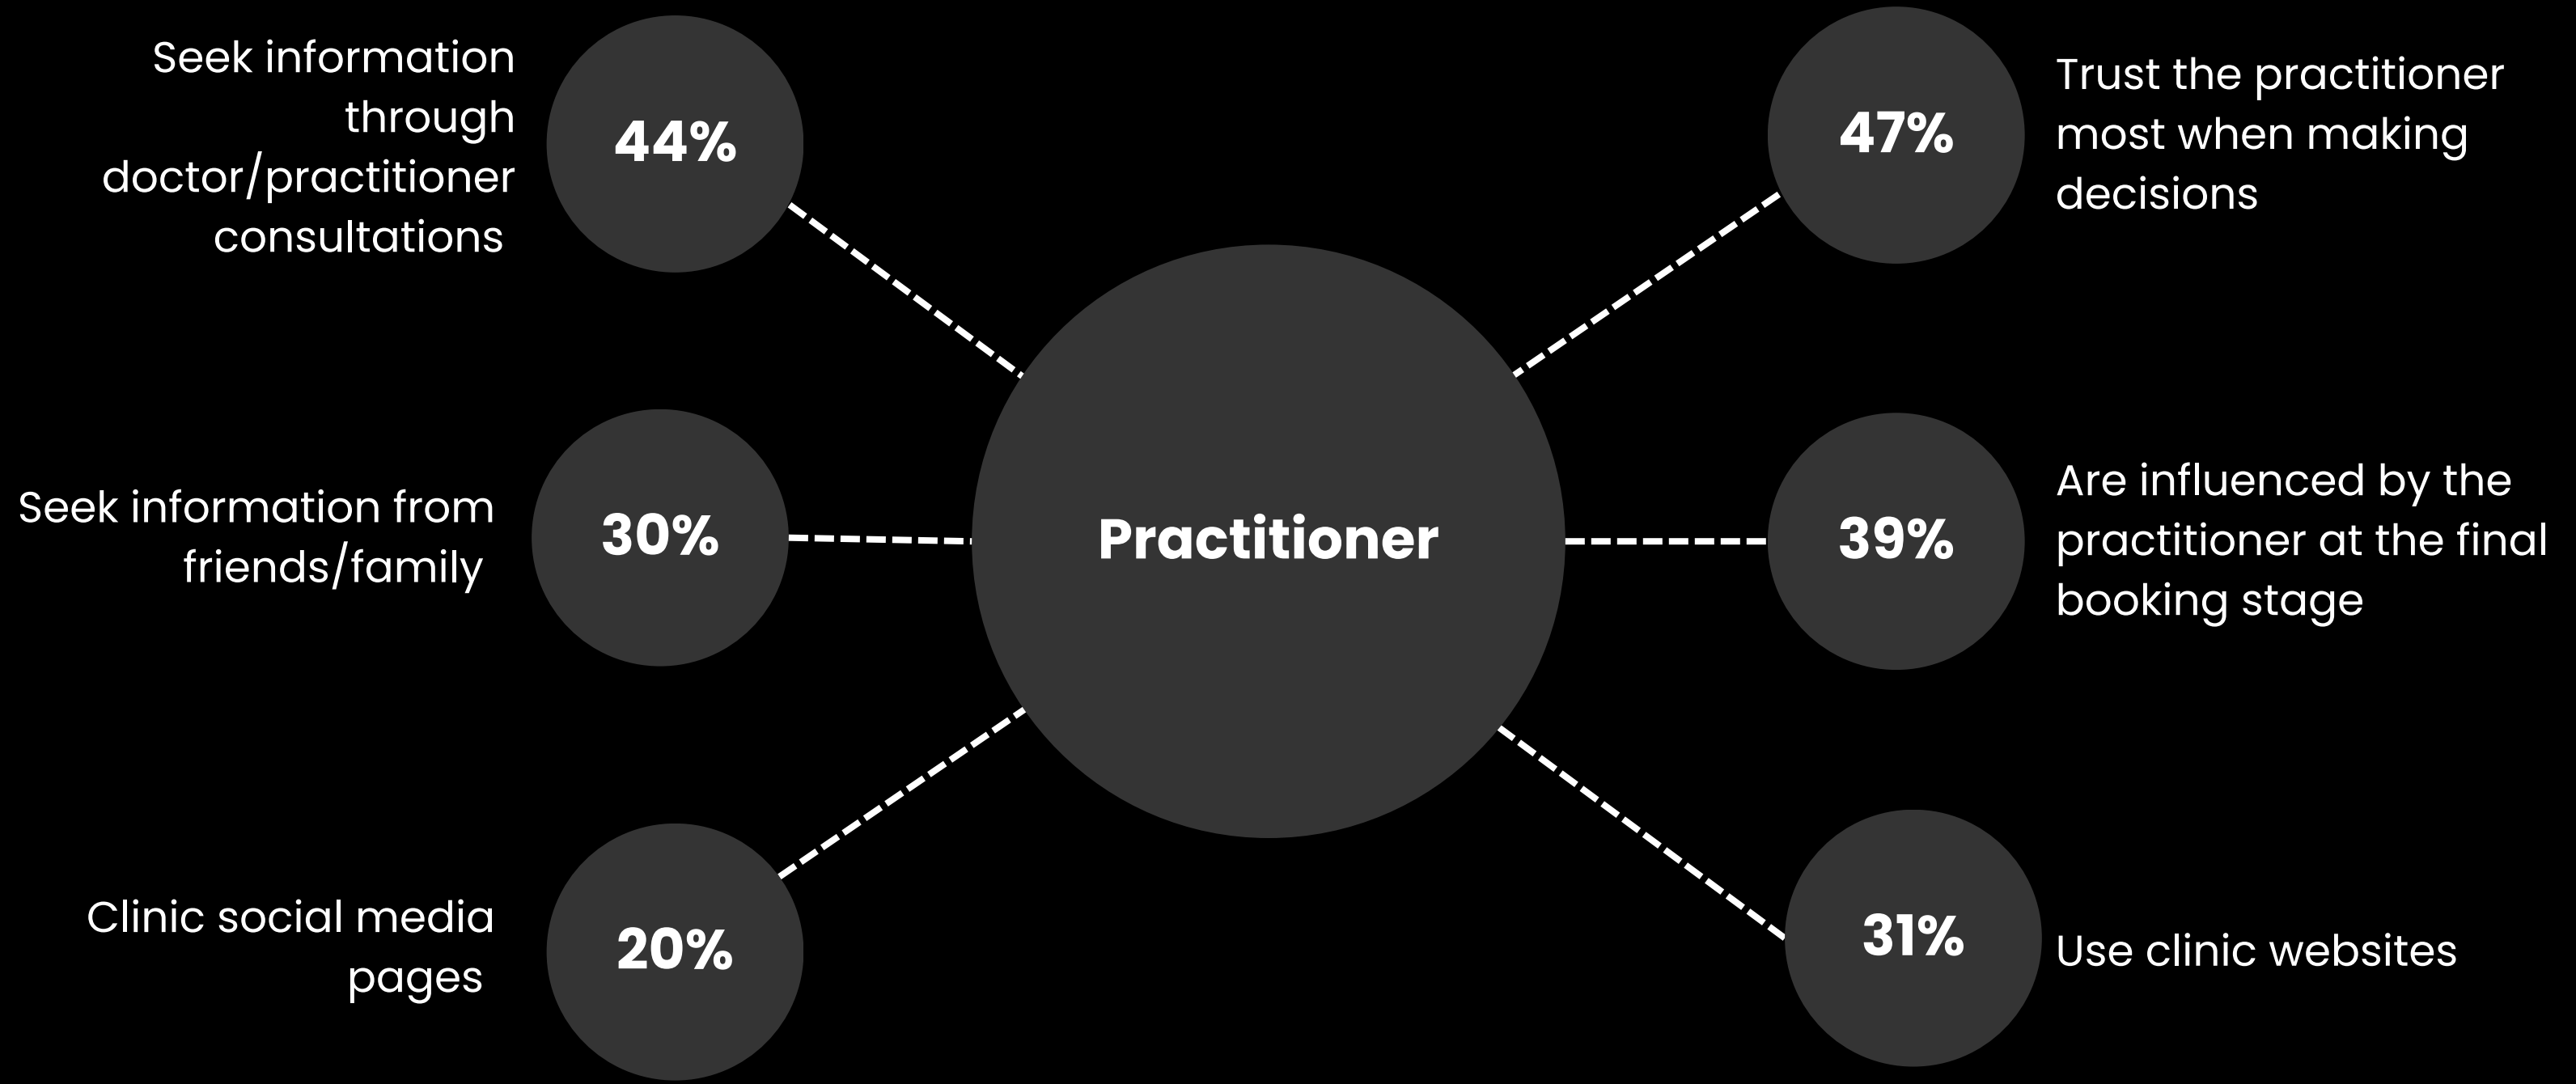 Seek information
through
doctor/practitioner
consultations
44%
47%
Trust the practitioner
most when making
decisions
Seek information from
friends/family
30%
Practitioner
39%
Are influenced by the
practitioner at the final
booking stage
Clinic social media
pages
20%
31%
Use clinic websites